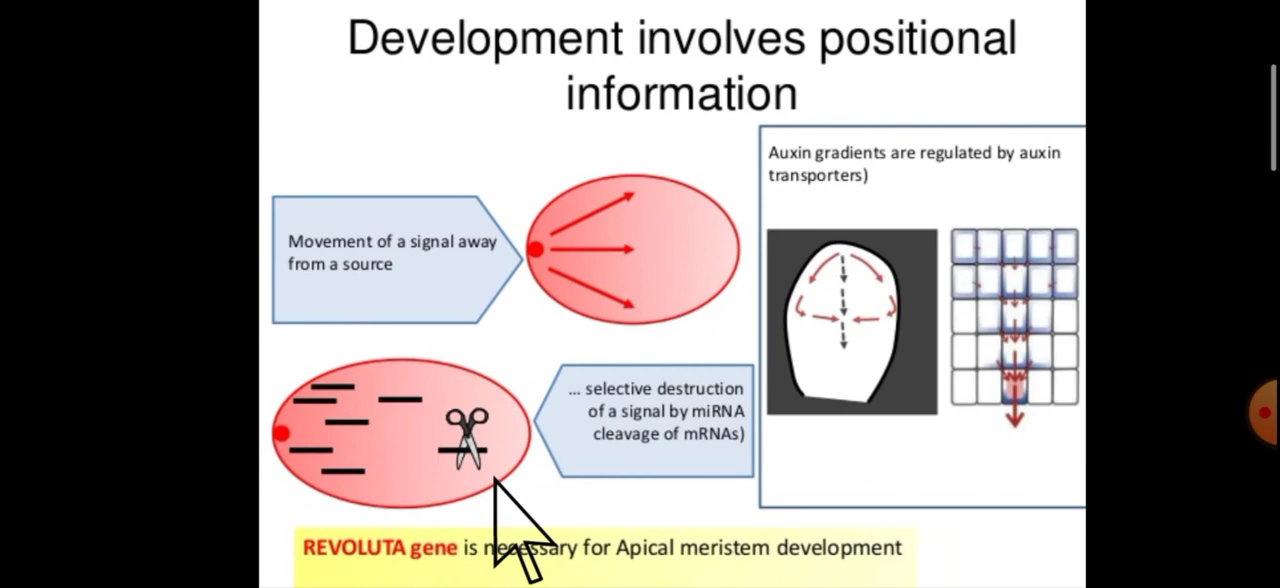 Development involves positional
information
Movement of a signal away
from a source
Auxin gradients are regulated by auxin
transporters)
... selective destruction
of a signal by miRNA
cleavage of mRNAs)
REVOLUTA gene is necessary for Apical meristem development